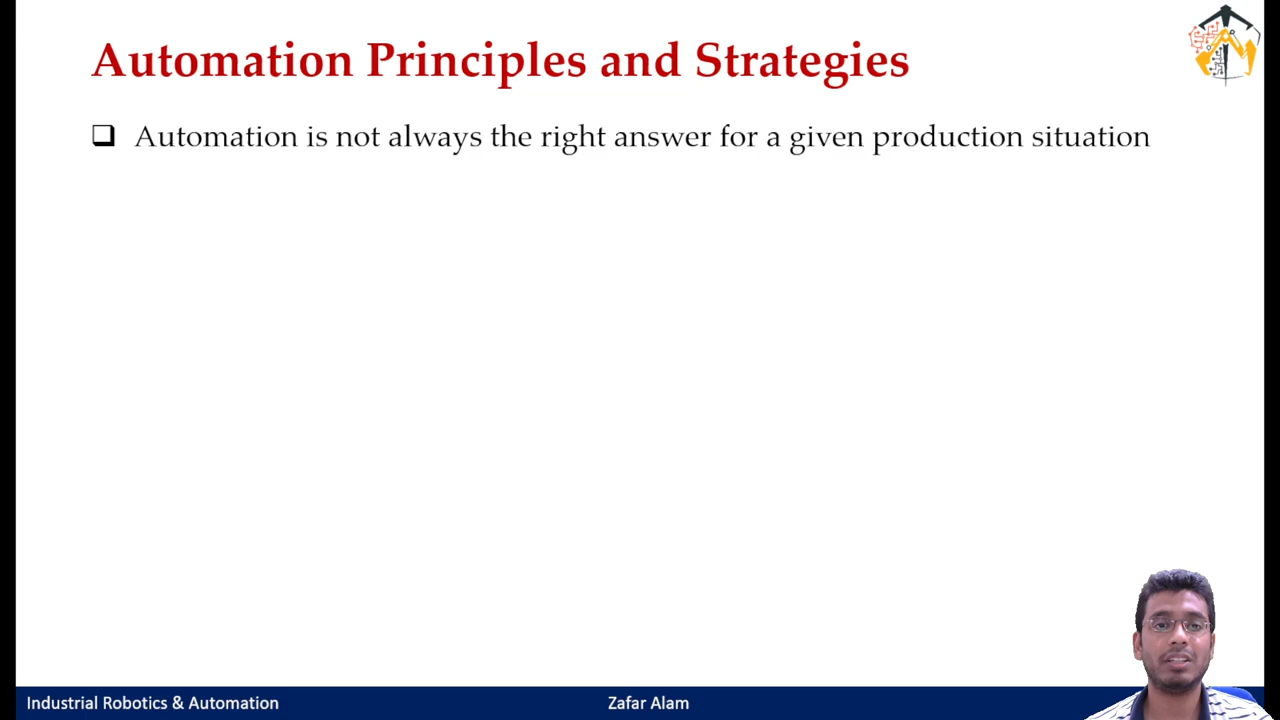 Automation Principles and Strategies
Automation is not always the right answer for a given production situation
Industrial Robotics & Automation
Zafar Alam